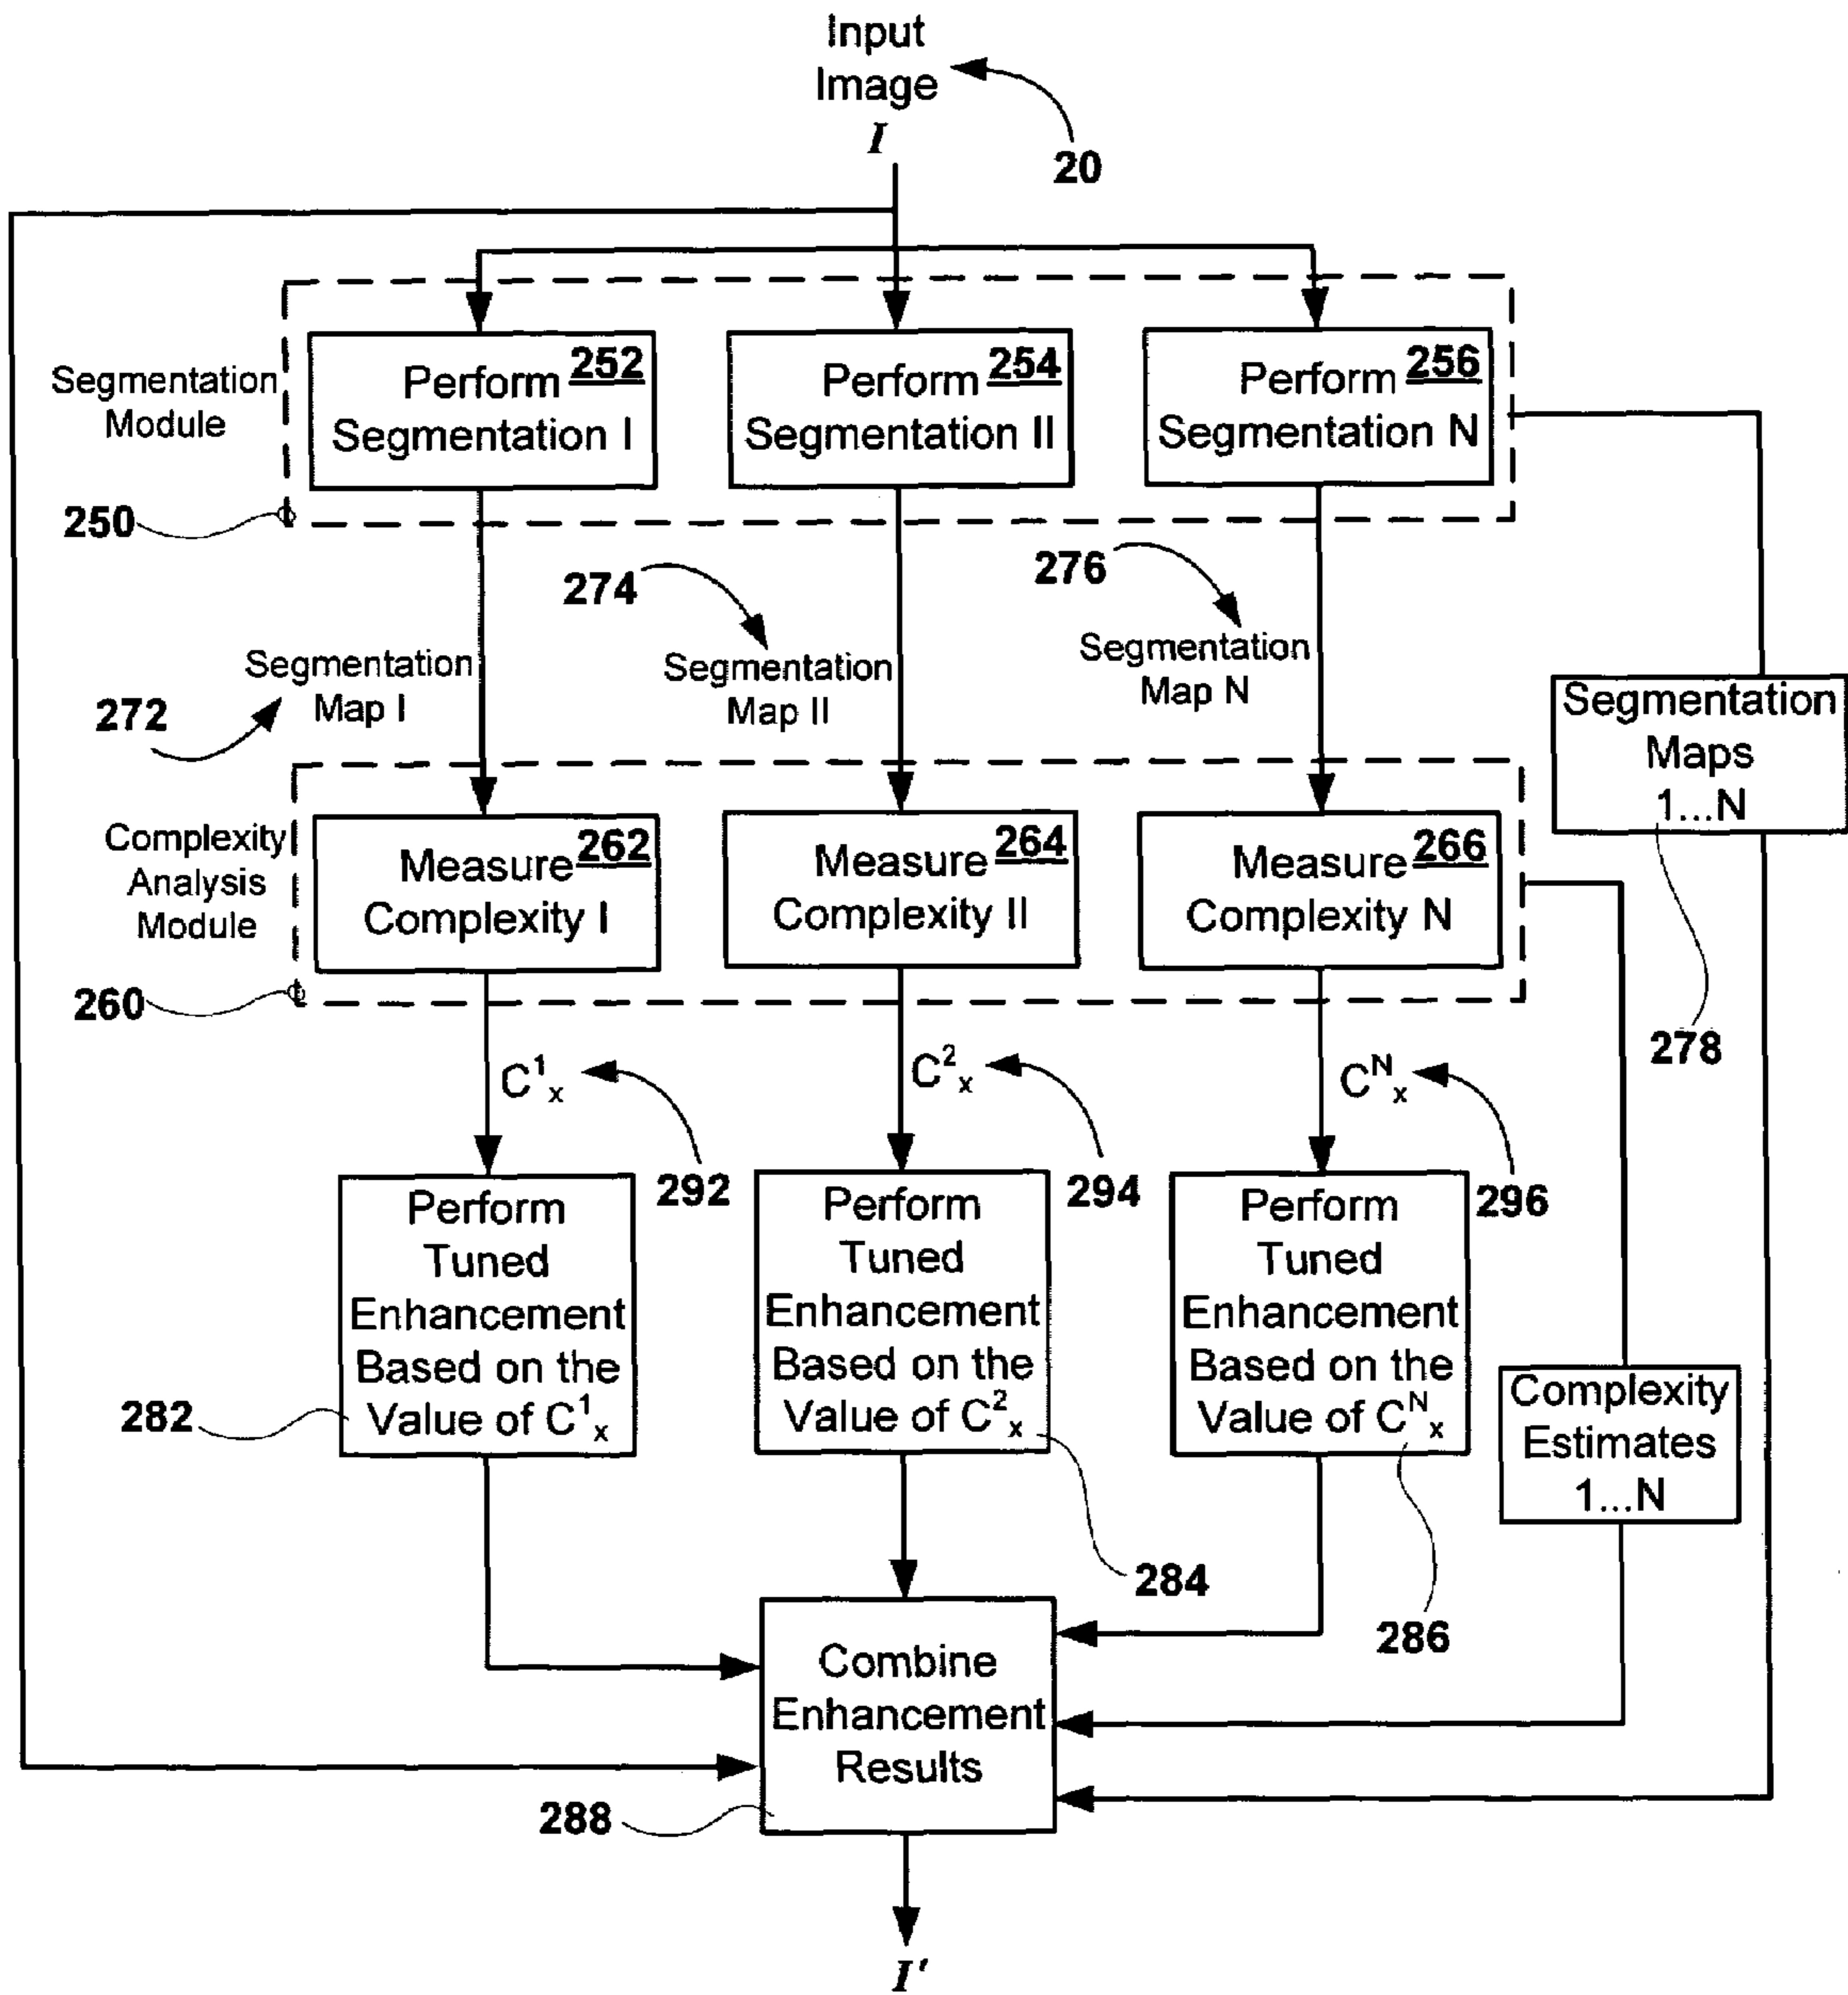 Input
Image
I
20
Segmentation
Module
250
Perform 252
Segmentation I
Perform 254
Segmentation II
Perform 256
Segmentation N
272
Segmentation
Map I
274
Segmentation
Map II
276
Segmentation
Map N
Segmentation
Maps
1...N
278
Complexity
Analysis
Module
260
Measure 262
Complexity I
Measure 264
Complexity II
Measure 266
Complexity N
C¹ₓ
292
C²ₓ
294
Cᴺₓ
296
Perform
Tuned
Enhancement
Based on the
Value of C¹ₓ
282
Perform
Tuned
Enhancement
Based on the
Value of C²ₓ
284
Perform
Tuned
Enhancement
Based on the
Value of Cᴺₓ
286
Complexity
Estimates
1...N
Combine
Enhancement
Results
288
I'